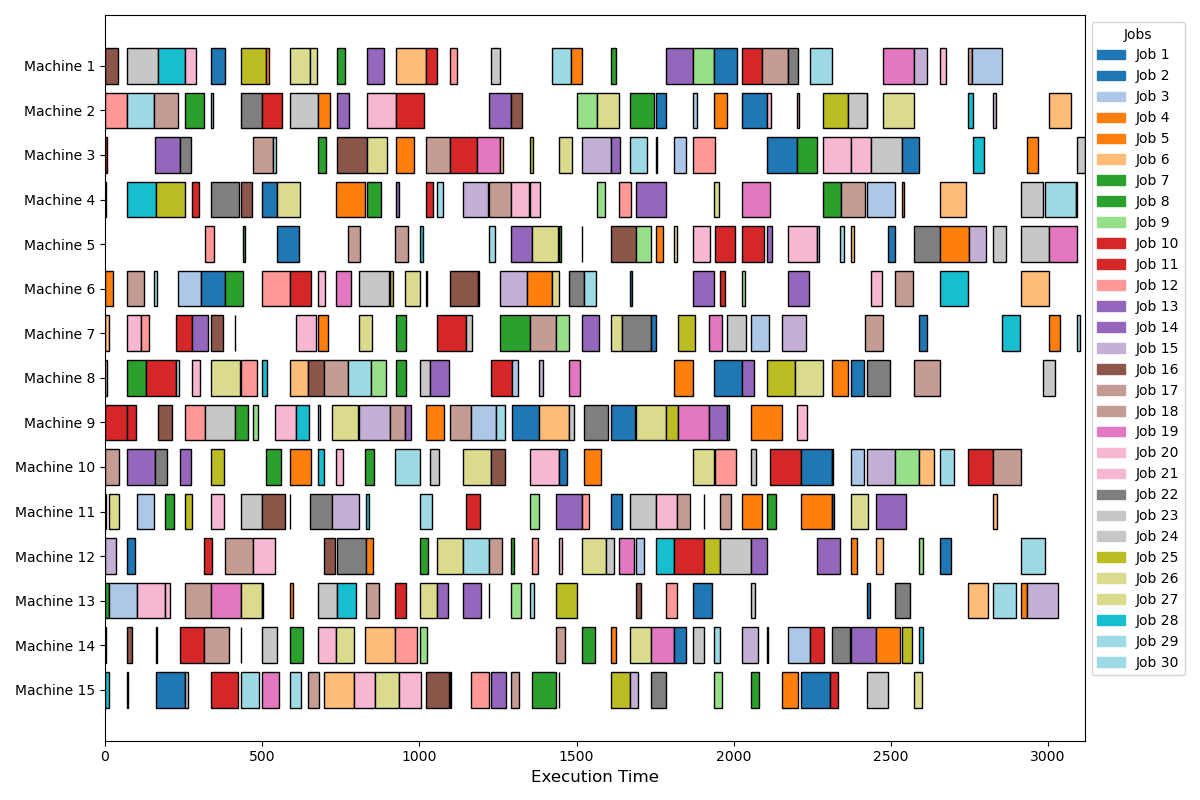 Machine 1
Machine 2
Machine 3
Machine 4
Machine 5
Machine 6
Machine 7
Machine 8
Machine 9
Machine 10
Machine 11
Machine 12
Machine 13
Machine 14
Machine 15
0 500 1000 1500 2000 2500 3000
Execution Time
Jobs
Job 1
Job 2
Job 3
Job 4
Job 5
Job 6
Job 7
Job 8
Job 9
Job 10
Job 11
Job 12
Job 13
Job 14
Job 15
Job 16
Job 17
Job 18
Job 19
Job 20
Job 21
Job 22
Job 23
Job 24
Job 25
Job 26
Job 27
Job 28
Job 29
Job 30